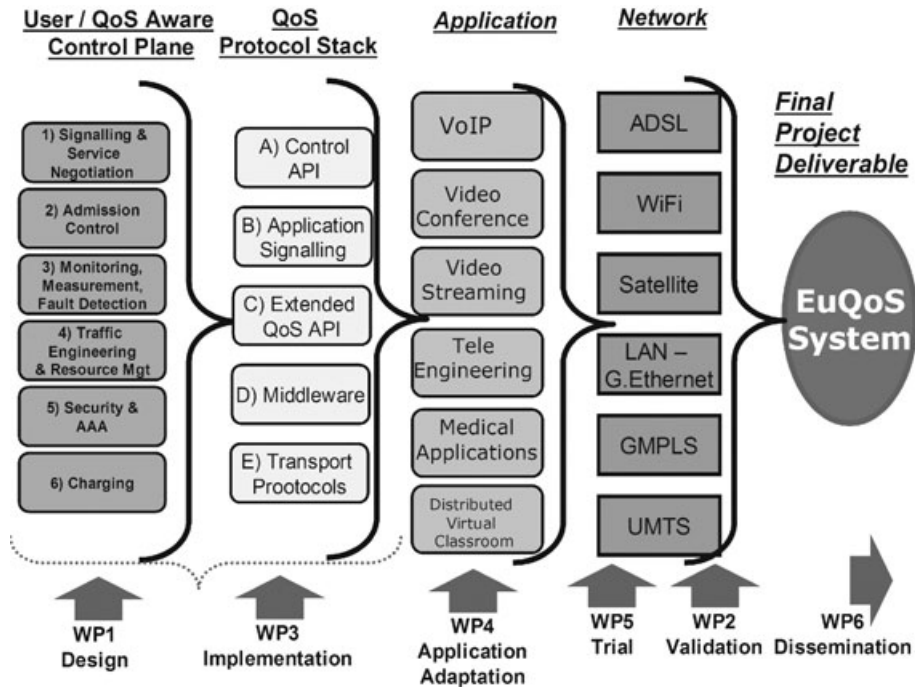 User / QoS Aware
Control Plane
QoS
Protocol Stack
Application
Network
1) Signalling &
Service
Negotiation
2) Admission
Control
3) Monitoring,
Measurement,
Fault Detection
4) Traffic
Engineering
& Resource Mgt
5) Security &
AAA
6) Charging
A) Control
API
B) Application
Signalling
C) Extended
QoS API
D) Middleware
E) Transport
Prootocols
VoIP
Video
Conference
Video
Streaming
Tele
Engineering
Medical
Applications
Distributed
Virtual
Classroom
ADSL
WiFi
Satellite
LAN –
G.Ethernet
GMPLS
UMTS
Final
Project
Deliverable
EuQoS
System
WP1
Design
WP3
Implementation
WP4
Application
Adaptation
WP5
Trial
WP2
Validation
WP6
Dissemination